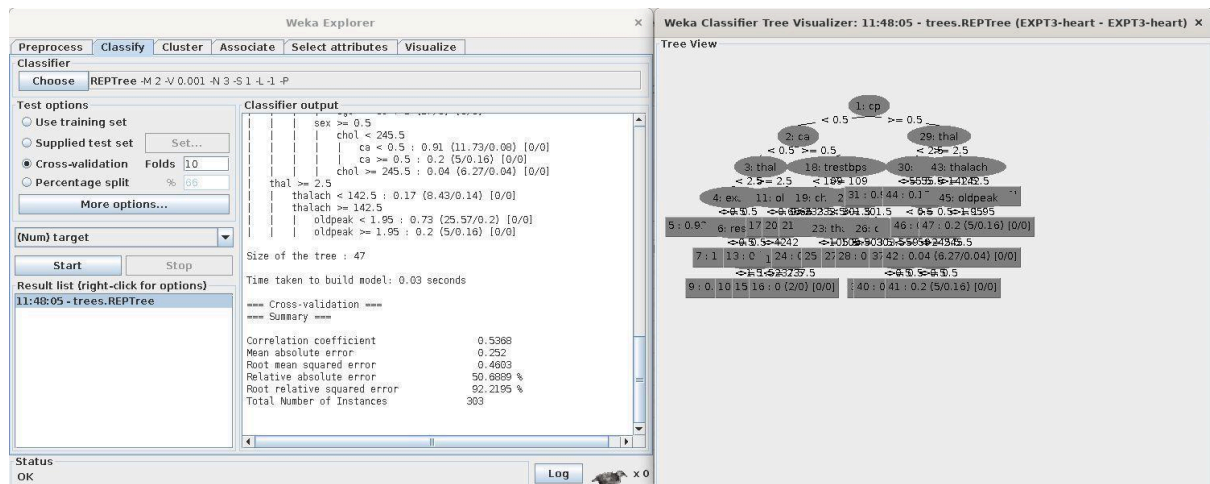 Weka Explorer
Preprocess Classify Cluster Associate Select attributes Visualize
Classifier
Choose REPTree -M 2 -V 0.001 -N 3 -S 1 -L -1 -P
Test options
Use training set
Supplied test set Set...
Cross-validation Folds 10
Percentage split % 66
More options...
(Num) target
Start Stop
Result list (right-click for options)
11:48:05 - trees.REPTree
Classifier output
| | | sex >= 0.5
| | | | chol < 245.5
| | | | | ca < 0.5 : 0.91 (11.73/0.08) [0/0]
| | | | | ca >= 0.5 : 0.2 (5/0.16) [0/0]
| | | | chol >= 245.5 : 0.04 (6.27/0.04) [0/0]
| thal >= 2.5
| | thalach < 142.5 : 0.17 (8.43/0.14) [0/0]
| | thalach >= 142.5
| | | oldpeak < 1.95 : 0.73 (25.57/0.2) [0/0]
| | | oldpeak >= 1.95 : 0.2 (5/0.16) [0/0]
Size of the tree : 47
Time taken to build model: 0.03 seconds
=== Cross-validation ===
=== Summary ===
Correlation coefficient 0.5368
Mean absolute error 0.252
Root mean squared error 0.4603
Relative absolute error 50.6889 %
Root relative squared error 92.2195 %
Total Number of Instances 303
Status
OK
Log
x 0
Weka Classifier Tree Visualizer: 11:48:05 - trees.REPTree (EXPT3-heart - EXPT3-heart)
Tree View
1: cp
< 0.5 >= 0.5
2: ca 29: thal
< 0.5 >= 0.5
3: thal 18: trestbps 30: 43: thalach
11: ol 45: oldpeak
47 : 0.2 (5/0.16) [0/0]
42 : 0.04 (6.27/0.04) [0/0]
16 : 0 (2/0) [0/0] 41 : 0.2 (5/0.16) [0/0]